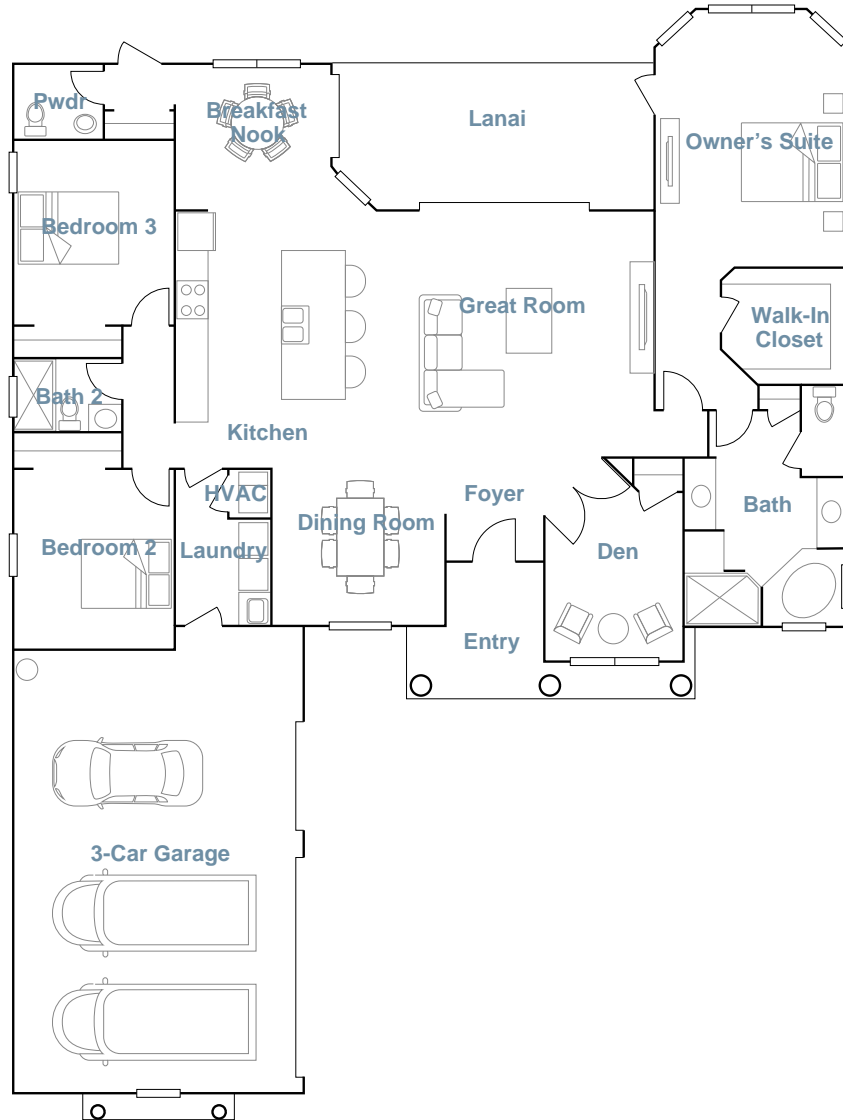 Pwdr
Breakfast
Nook
Lanai
Owner's Suite
Bedroom 3
Great Room
Walk-In
Closet
Bath 2
Kitchen
HVAC
Dining Room
Foyer
Bath
Bedroom 2
Laundry
Den
Entry
3-Car Garage